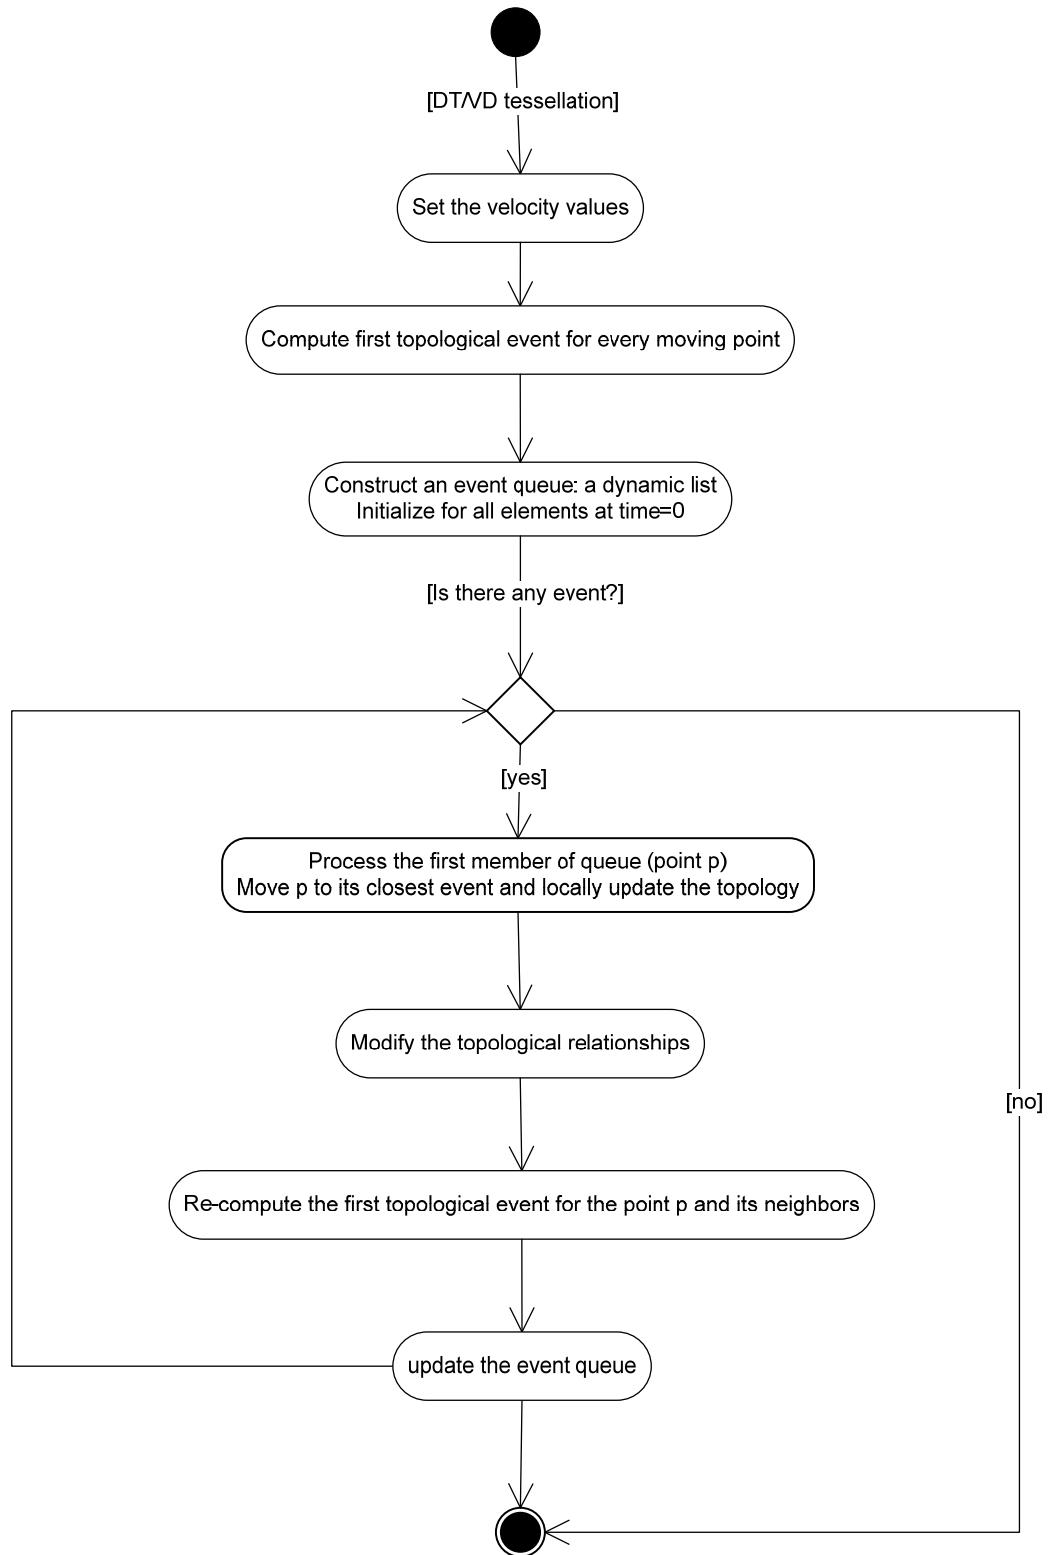 [DT/VD tessellation]
Set the velocity values
Compute first topological event for every moving point
Construct an event queue: a dynamic list
Initialize for all elements at time=0
[Is there any event?]
[yes]
Process the first member of queue (point p)
Move p to its closest event and locally update the topology
Modify the topological relationships
[no]
Re-compute the first topological event for the point p and its neighbors
update the event queue